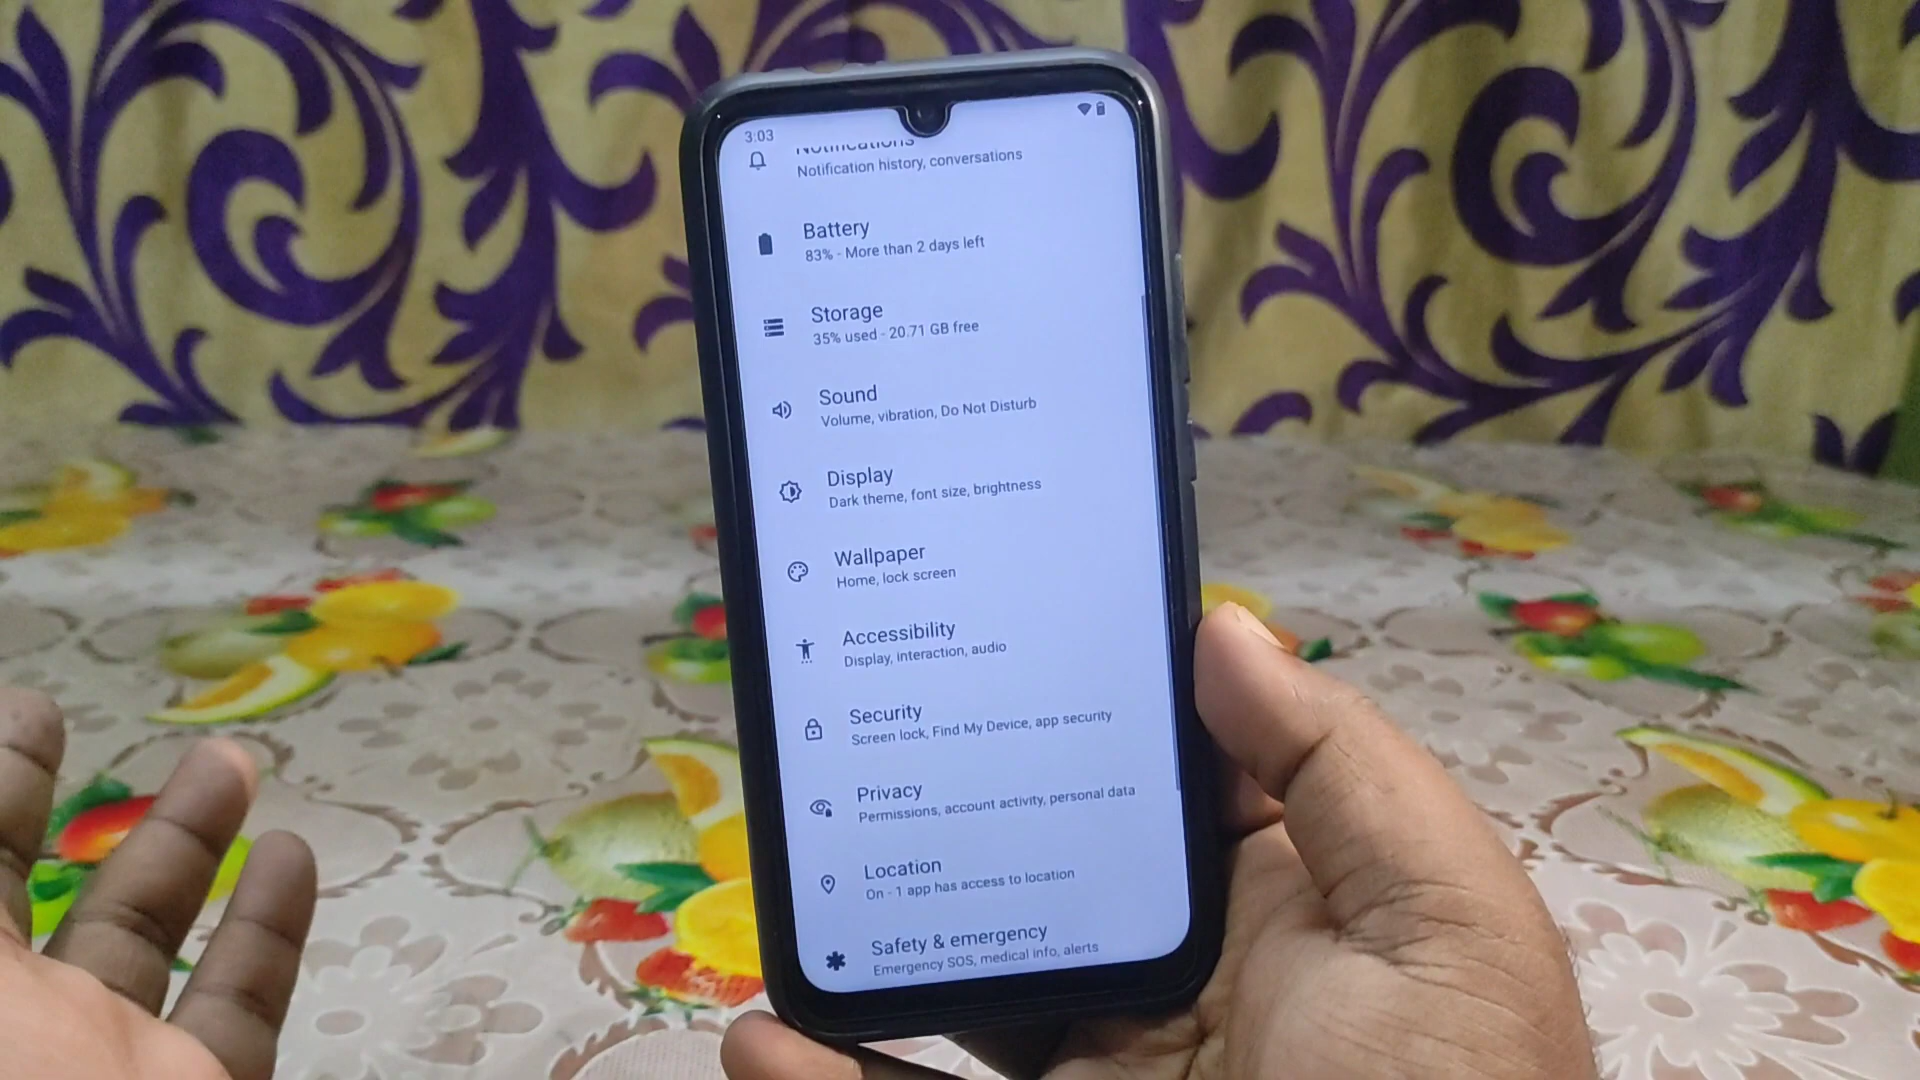 3:03
Notifications
Notification history, conversations
Battery
83% - More than 2 days left
Storage
35% used - 20.71 GB free
Sound
Volume, vibration, Do Not Disturb
Display
Dark theme, font size, brightness
Wallpaper
Home, lock screen
Accessibility
Display, interaction, audio
Security
Screen lock, Find My Device, app security
Privacy
Permissions, account activity, personal data
Location
On - 1 app has access to location
Safety & emergency
Emergency SOS, medical info, alerts